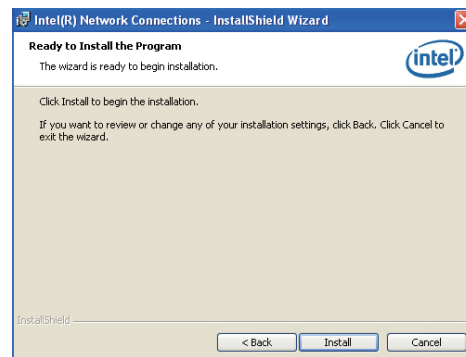 Intel(R) Network Connections - InstallShield Wizard
Ready to Install the Program
The wizard is ready to begin installation.
intel
Click Install to begin the installation.
If you want to review or change any of your installation settings, click Back. Click Cancel to
exit the wizard.
InstallShield
< Back Install Cancel